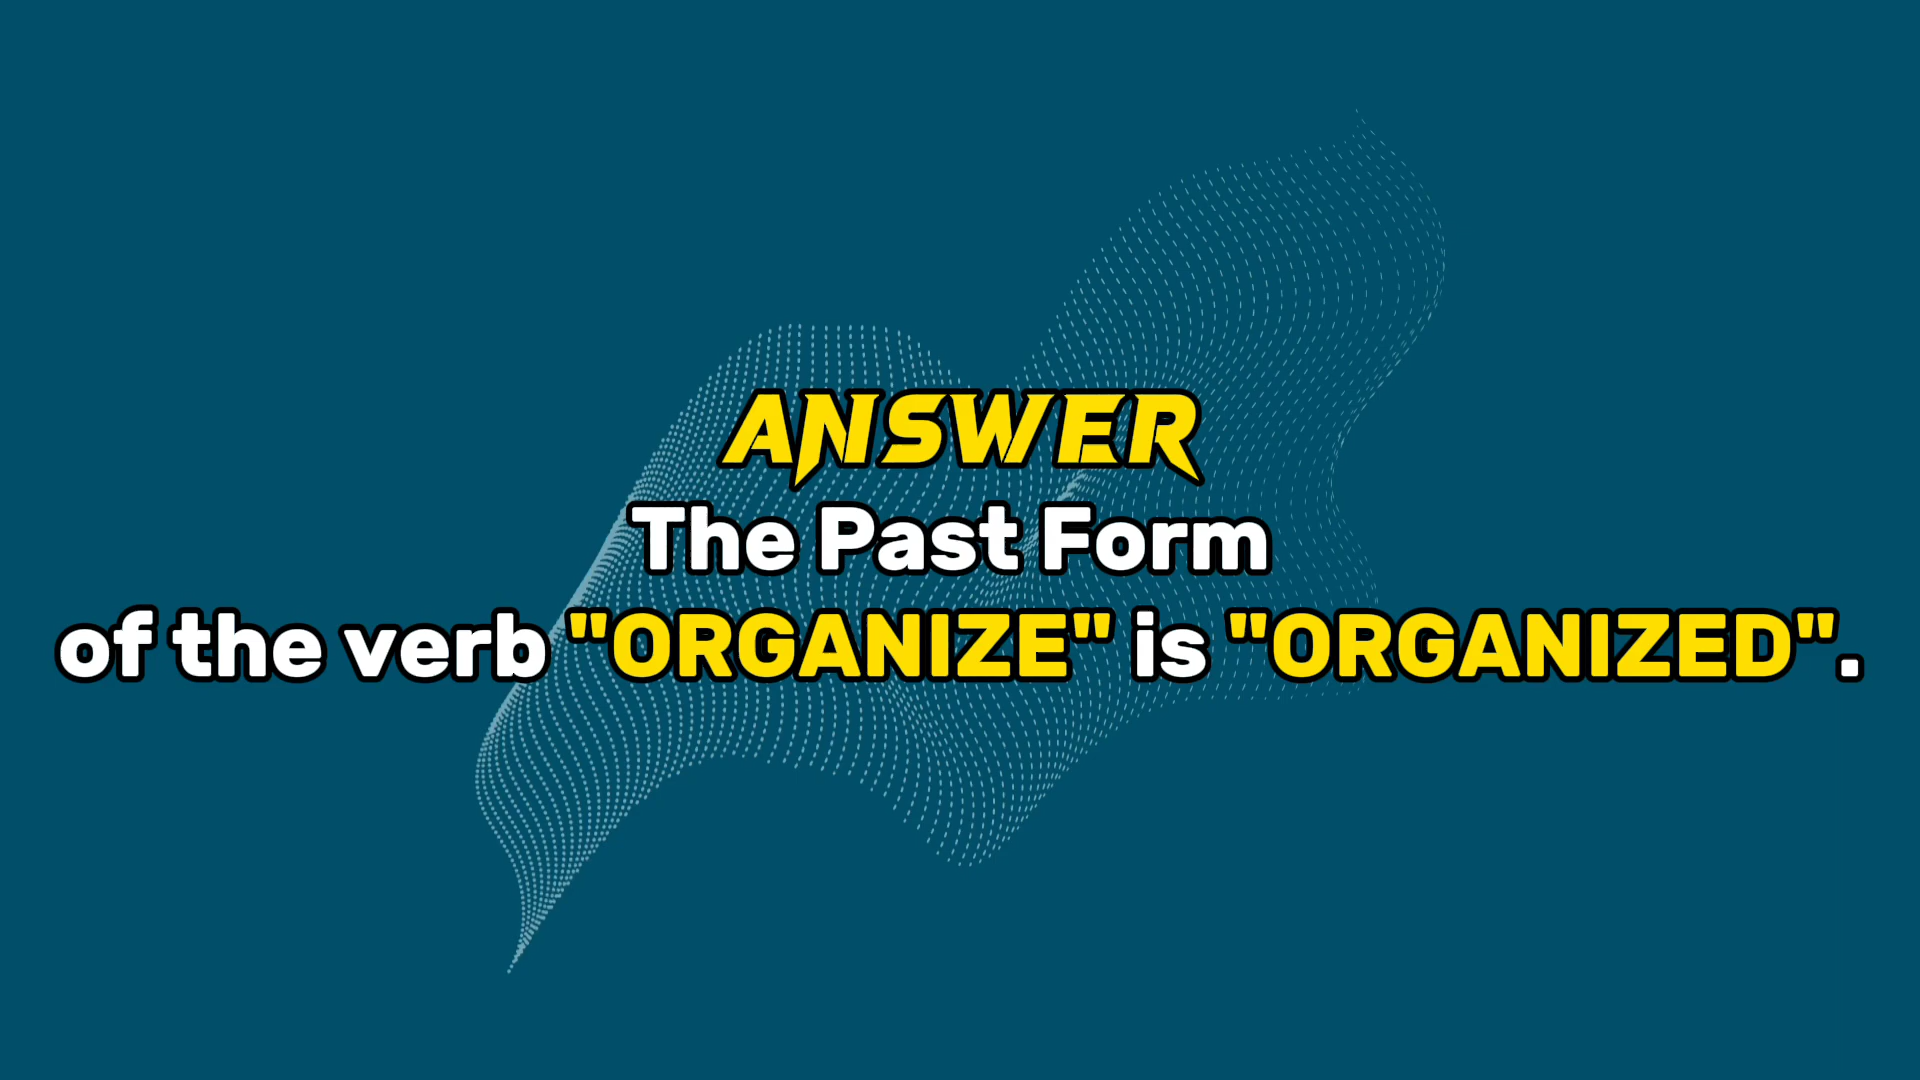 ANSWER
The Past Form
of the verb "ORGANIZE" is "ORGANIZED".